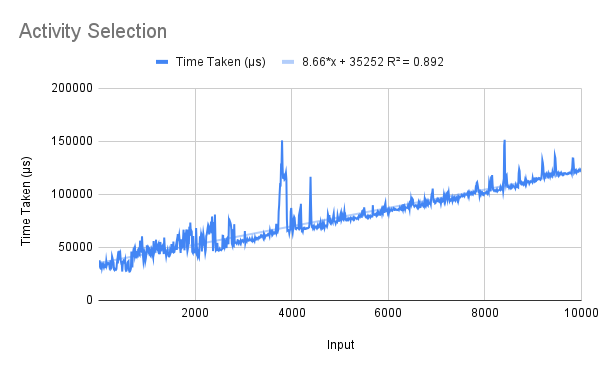 Activity Selection
Time Taken (μs) 8.66*x + 35252 R² = 0.892
200000
150000
100000
50000
0
Time Taken (μs)
2000 4000 6000 8000 10000
Input